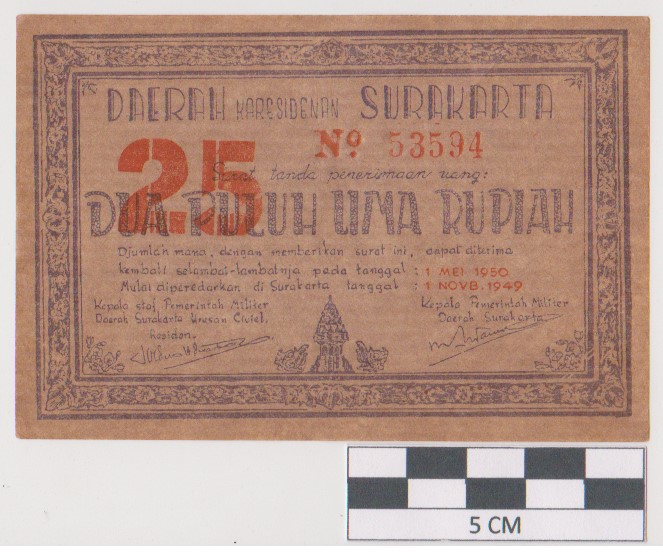 DAERAH KARESIDENAN SURAKARTA
25
Nº 53594
Surat tanda penerimaan uang:
DUA PULUH LIMA RUPIAH
Djumlah mana, dengan memberikan surat ini, dapat diterima
kembali selambat-lambatnja pada tanggal : 1 MEI 1950
Mulai diperedarkan di Surakarta tanggal : 1 NOVB. 1949
Kepala staf Pemerintah Militer
Daerah Surakarta Urusan Civiel,
Residen.
Kepala Pemerintah Militer
Daerah Surakarta
5 CM